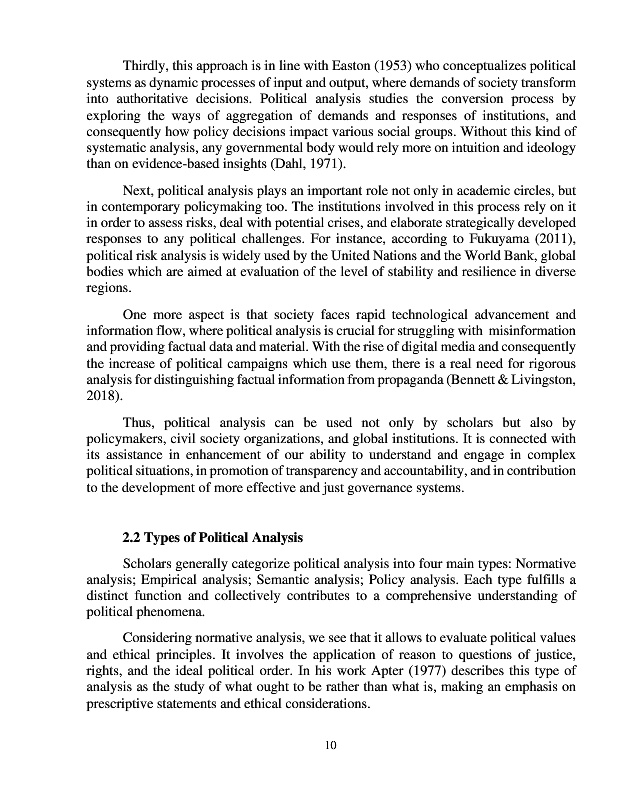 Thirdly, this approach is in line with Easton (1953) who conceptualizes political
systems as dynamic processes of input and output, where demands of society transform
into authoritative decisions. Political analysis studies the conversion process by
exploring the ways of aggregation of demands and responses of institutions, and
consequently how policy decisions impact various social groups. Without this kind of
systematic analysis, any governmental body would rely more on intuition and ideology
than on evidence-based insights (Dahl, 1971).
Next, political analysis plays an important role not only in academic circles, but
in contemporary policymaking too. The institutions involved in this process rely on it
in order to assess risks, deal with potential crises, and elaborate strategically developed
responses to any political challenges. For instance, according to Fukuyama (2011),
political risk analysis is widely used by the United Nations and the World Bank, global
bodies which are aimed at evaluation of the level of stability and resilience in diverse
regions.
One more aspect is that society faces rapid technological advancement and
information flow, where political analysis is crucial for struggling with misinformation
and providing factual data and material. With the rise of digital media and consequently
the increase of political campaigns which use them, there is a real need for rigorous
analysis for distinguishing factual information from propaganda (Bennett & Livingston,
2018).
Thus, political analysis can be used not only by scholars but also by
policymakers, civil society organizations, and global institutions. It is connected with
its assistance in enhancement of our ability to understand and engage in complex
political situations, in promotion of transparency and accountability, and in contribution
to the development of more effective and just governance systems.
2.2 Types of Political Analysis
Scholars generally categorize political analysis into four main types: Normative
analysis; Empirical analysis; Semantic analysis; Policy analysis. Each type fulfills a
distinct function and collectively contributes to a comprehensive understanding of
political phenomena.
Considering normative analysis, we see that it allows to evaluate political values
and ethical principles. It involves the application of reason to questions of justice,
rights, and the ideal political order. In his work Apter (1977) describes this type of
analysis as the study of what ought to be rather than what is, making an emphasis on
prescriptive statements and ethical considerations.
10